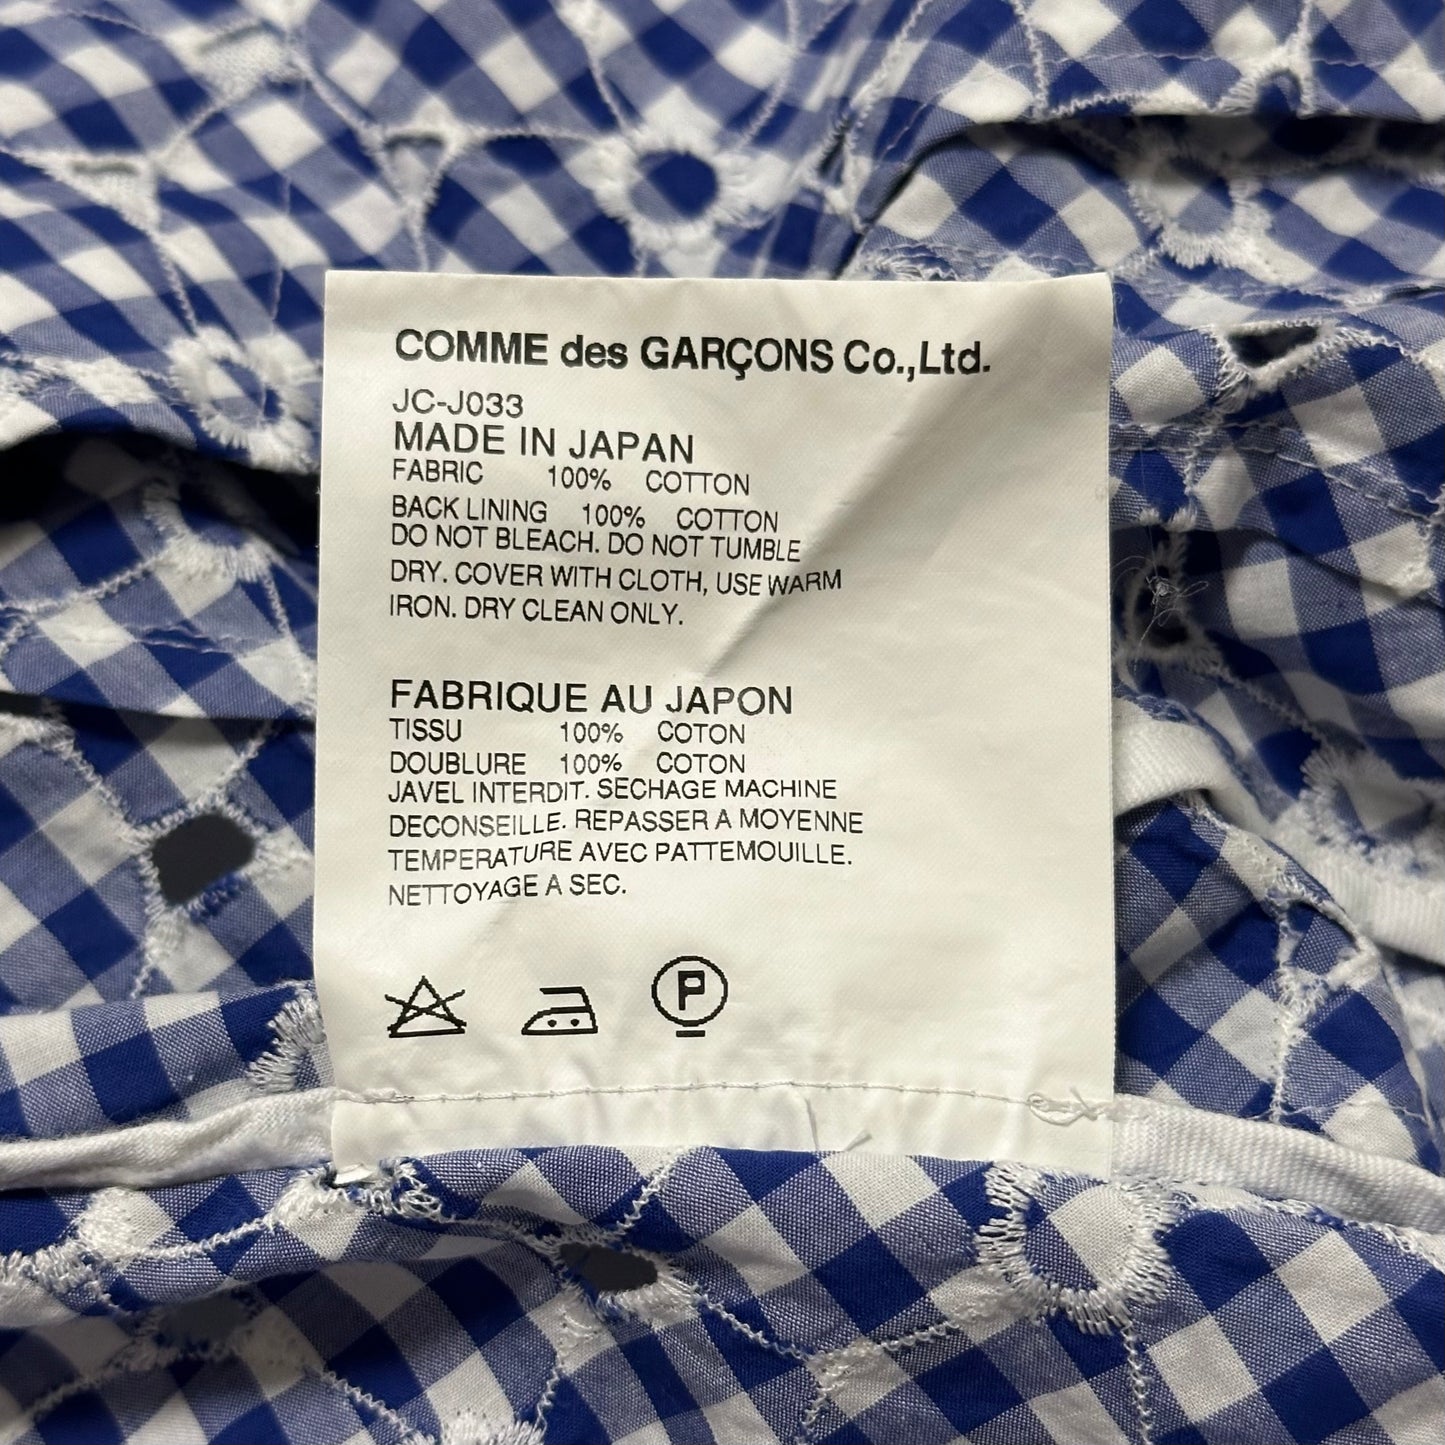 COMME des GARÇONS Co.,Ltd.
JC-J033
MADE IN JAPAN
FABRIC 100% COTTON
BACK LINING 100% COTTON
DO NOT BLEACH. DO NOT TUMBLE
DRY. COVER WITH CLOTH, USE WARM
IRON. DRY CLEAN ONLY.
FABRIQUE AU JAPON
TISSU 100% COTON
DOUBLURE 100% COTON
JAVEL INTERDIT. SECHAGE MACHINE
DECONSEILLE. REPASSER A MOYENNE
TEMPERATURE AVEC PATTEMOUILLE.
NETTOYAGE A SEC.
P